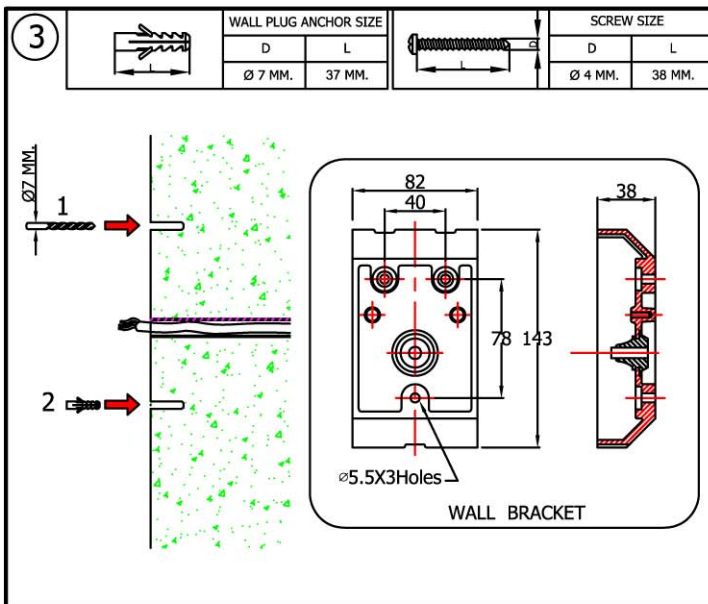 3
WALL PLUG ANCHOR SIZE
D L
Ø 7 MM. 37 MM.
L
SCREW SIZE
D L
Ø 4 MM. 38 MM.
L
D
Ø7 MM.
1
2
82
40
38
78 143
Ø5.5X3Holes
WALL BRACKET